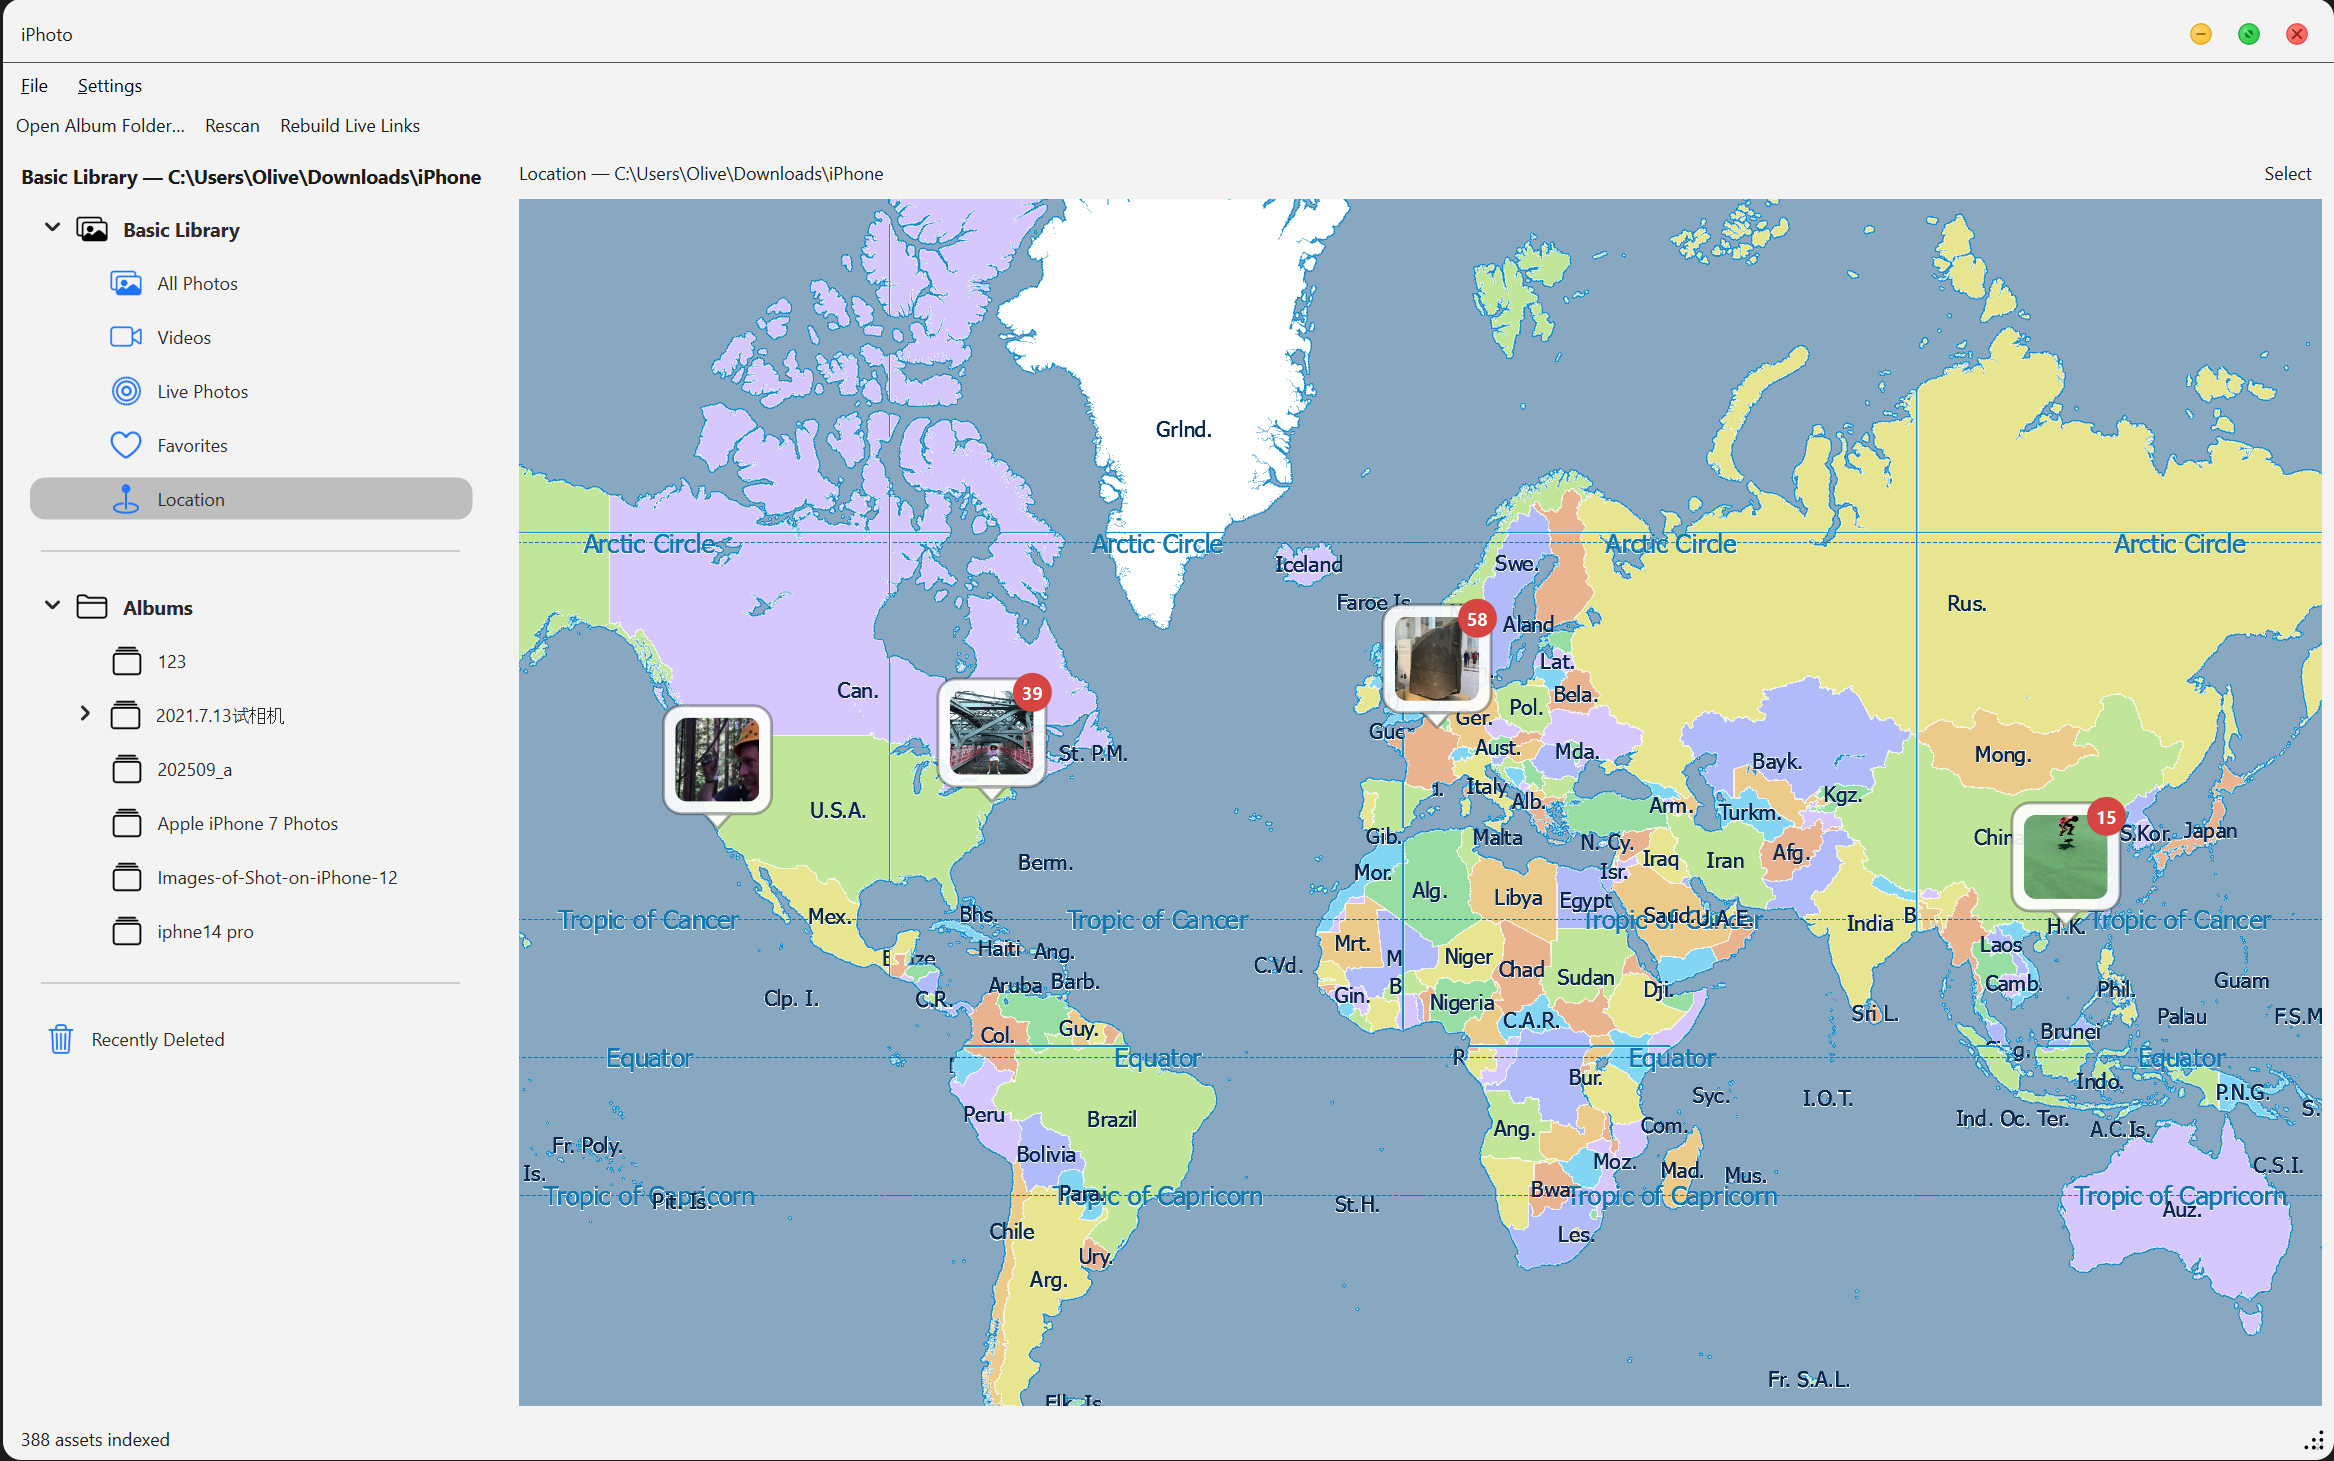 iPhoto
File Settings
Open Album Folder... Rescan Rebuild Live Links
Basic Library — C:\Users\Olive\Downloads\iPhone
Location — C:\Users\Olive\Downloads\iPhone
Select
Basic Library
All Photos
Videos
Live Photos
Favorites
Location
Albums
123
2021.7.13试相机
202509_a
Apple iPhone 7 Photos
Images-of-Shot-on-iPhone-12
iphne14 pro
Recently Deleted
388 assets indexed
Grlnd.
Arctic Circle Arctic Circle Arctic Circle Arctic Circle
Iceland
Swe.
Faroe Is.
Rus.
58
Aland
Lat.
Can.
39
Bela.
Pol.
Ger.
Gue
St. P.M.
Aust.
Mda.
Bayk.
Mong.
Italy
Alb.
Arm.
Turkm.
Kgz.
U.S.A.
15
Gib.
Malta
N. Cy.
Chin
S.Kor.
Japan
Berm.
Mor.
Isr.
Iraq
Iran
Afg.
Alg.
Libya
Egypt
Mex.
Bhs.
Saud.
U.A.E.
India
B
H.K.
Tropic of Cancer Tropic of Cancer Tropic of Cancer Tropic of Cancer
Haiti
Ang.
Mrt.
M
Niger
Chad
Sudan
Laos
C.Vd.
Aruba
Barb.
B
Dji.
Camb.
Guam
Clp. I.
C.R.
Gin.
Nigeria
Phil.
Sri L.
Palau
F.S.M
Col.
Guy.
C.A.R.
Brunei
Equator Equator Equator Equator
R
g.
Bur.
Indo.
P.N.G.
Syc.
I.O.T.
S.
Peru
Brazil
Ang.
Com.
Ind. Oc. Ter.
A.C.Is.
Fr. Poly.
Bolivia
Moz.
Mad.
Mus.
C.S.I.
Is.
Tropic of Capricorn Tropic of Capricorn Tropic of Capricorn Tropic of Capricorn
Pit. Is.
Para.
Bwa.
St.H.
Auz.
Chile
Les.
Ury.
Arg.
Fr. S.A.L.